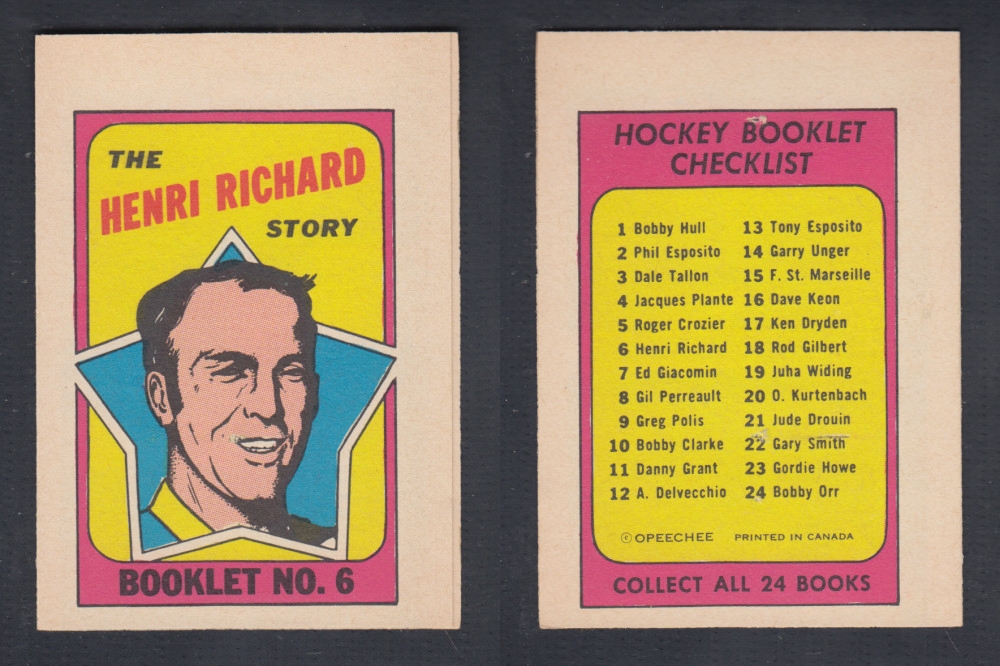 THE
HENRI RICHARD
STORY
BOOKLET NO. 6
HOCKEY BOOKLET
CHECKLIST
1 Bobby Hull
2 Phil Esposito
3 Dale Tallon
4 Jacques Plante
5 Roger Crozier
6 Henri Richard
7 Ed Giacomin
8 Gil Perreault
9 Greg Polis
10 Bobby Clarke
11 Danny Grant
12 A. Delvecchio
13 Tony Esposito
14 Garry Unger
15 F. St. Marseille
16 Dave Keon
17 Ken Dryden
18 Rod Gilbert
19 Juha Widing
20 O. Kurtenbach
21 Jude Drouin
22 Gary Smith
23 Gordie Howe
24 Bobby Orr
© OPEECHEE PRINTED IN CANADA
COLLECT ALL 24 BOOKS